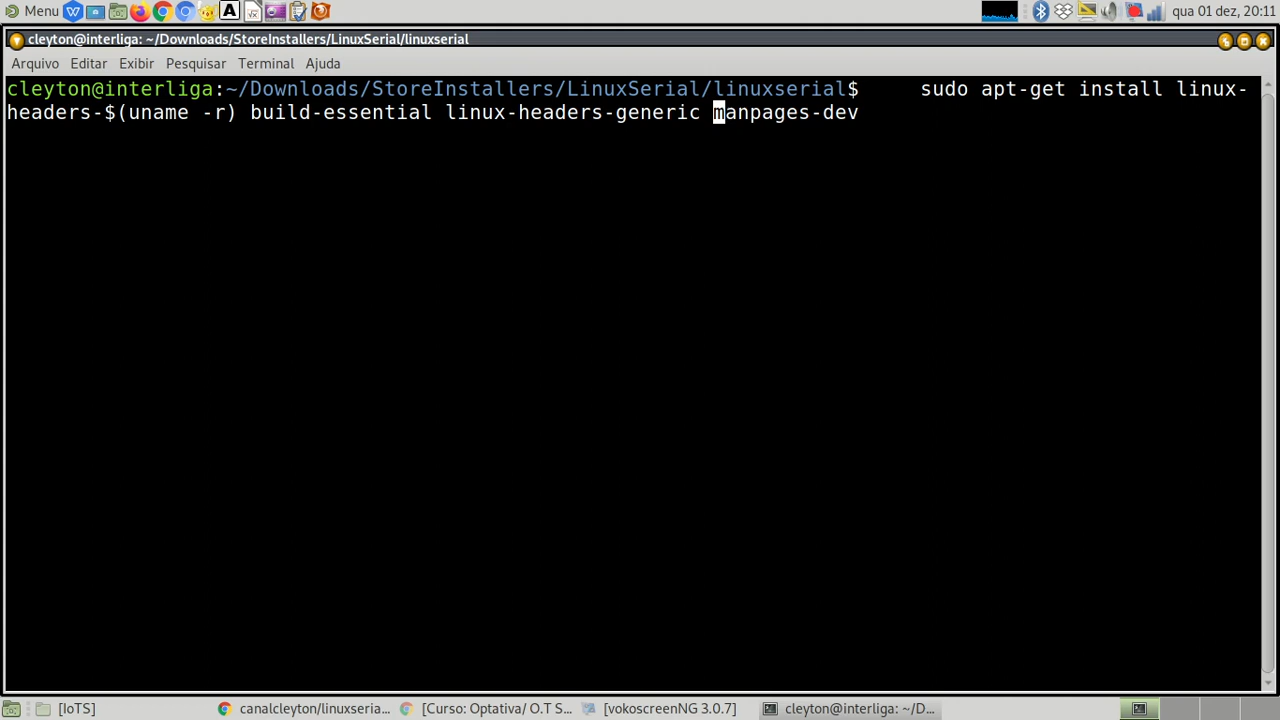 Menu
A
qua 01 dez, 20:11
cleyton@interliga: ~/Downloads/StoreInstallers/LinuxSerial/linuxserial
Arquivo Editar Exibir Pesquisar Terminal Ajuda
cleyton@interliga:~/Downloads/StoreInstallers/LinuxSerial/linuxserial$     sudo apt-get install linux-
headers-$(uname -r) build-essential linux-headers-generic manpages-dev
[IoTS] canalcleyton/linuxseria... [Curso: Optativa/ O.T S... [vokoscreenNG 3.0.7] cleyton@interliga: ~/D...